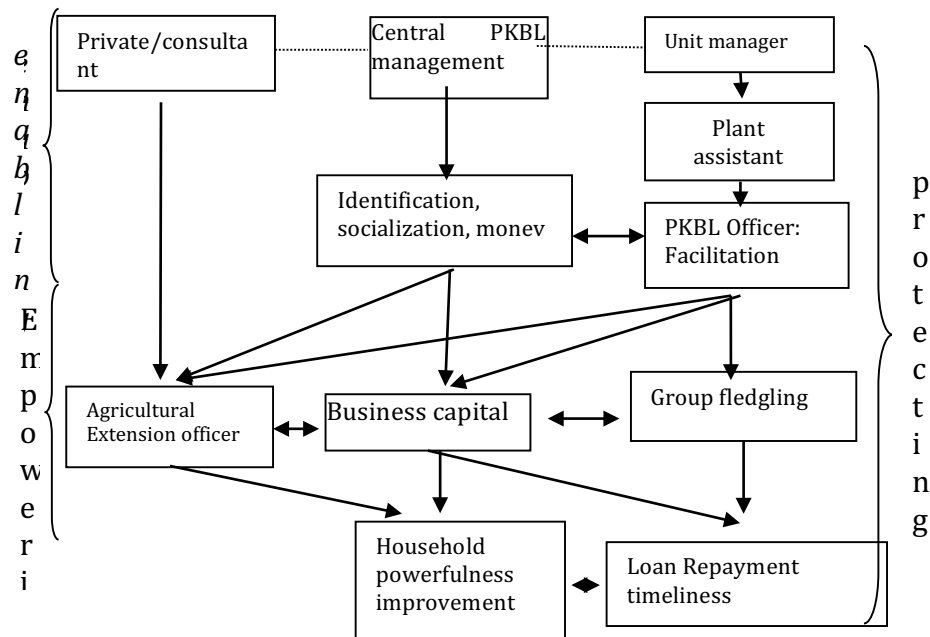 Private/consulta
nt
Central PKBL
management
Unit manager
Plant
assistant
Identification,
socialization, monev
PKBL Officer:
Facilitation
Agricultural
Extension officer
Business capital
Group fledgling
Household
powerfulness
improvement
Loan Repayment
timeliness
e
n
a
b
l
i
n
E
m
p
o
w
e
r
i
p
r
o
t
e
c
t
i
n
g